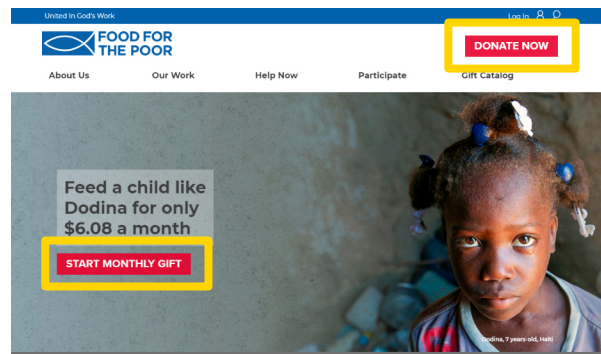 United in God's Work
Log In
FOOD FOR
THE POOR
DONATE NOW
About Us
Our Work
Help Now
Participate
Gift Catalog
Feed a child like
Dodina for only
$6.08 a month
START MONTHLY GIFT
Dodina, 7 years-old, Haiti